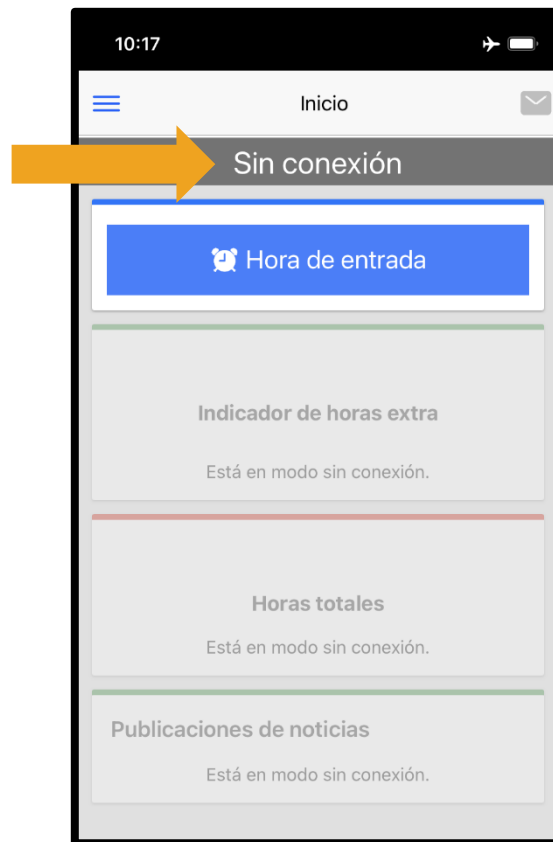 10:17
Inicio
Sin conexión
Hora de entrada
Indicador de horas extra
Está en modo sin conexión.
Horas totales
Está en modo sin conexión.
Publicaciones de noticias
Está en modo sin conexión.